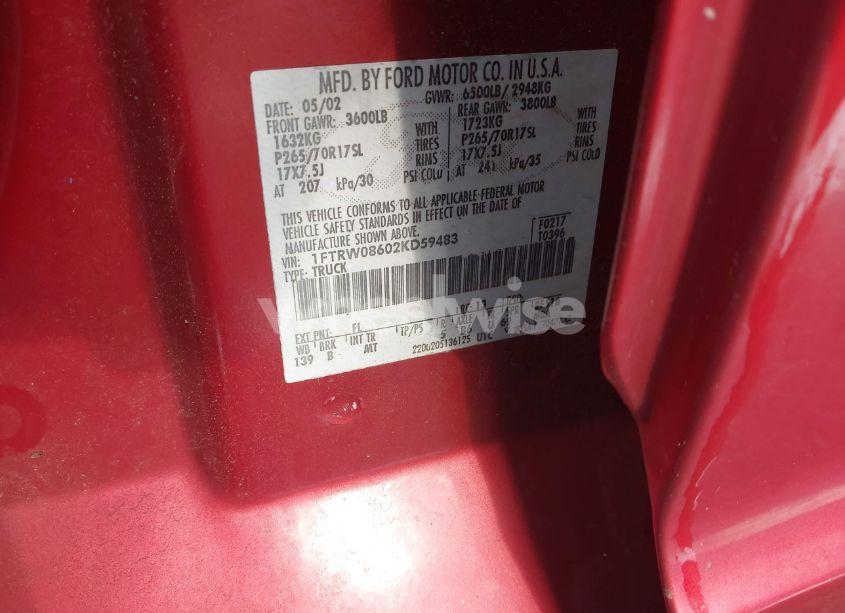 MFD. BY FORD MOTOR CO. IN U.S.A.
DATE: 05/02 GVWR: 6500LB/ 2948KG
FRONT GAWR: 3600LB REAR GAWR: 3800LB
1632KG WITH 1723KG WITH
P265/70R17SL TIRES P265/70R17SL TIRES
17X7.5J RIMS 17X7.5J RIMS
AT 207 kPa/30 PSI COLD AT 241 kPa/35 PSI COLD
THIS VEHICLE CONFORMS TO ALL APPLICABLE FEDERAL MOTOR
VEHICLE SAFETY STANDARDS IN EFFECT ON THE DATE OF
MANUFACTURE SHOWN ABOVE.
VIN: 1FTRW08602KD59483
TYPE: TRUCK
F0217
T0396
EXT PNT: FL
WB BRK INT TR TP/PS R AXLE
139 B MT 5 B6
2200205136125 UTC